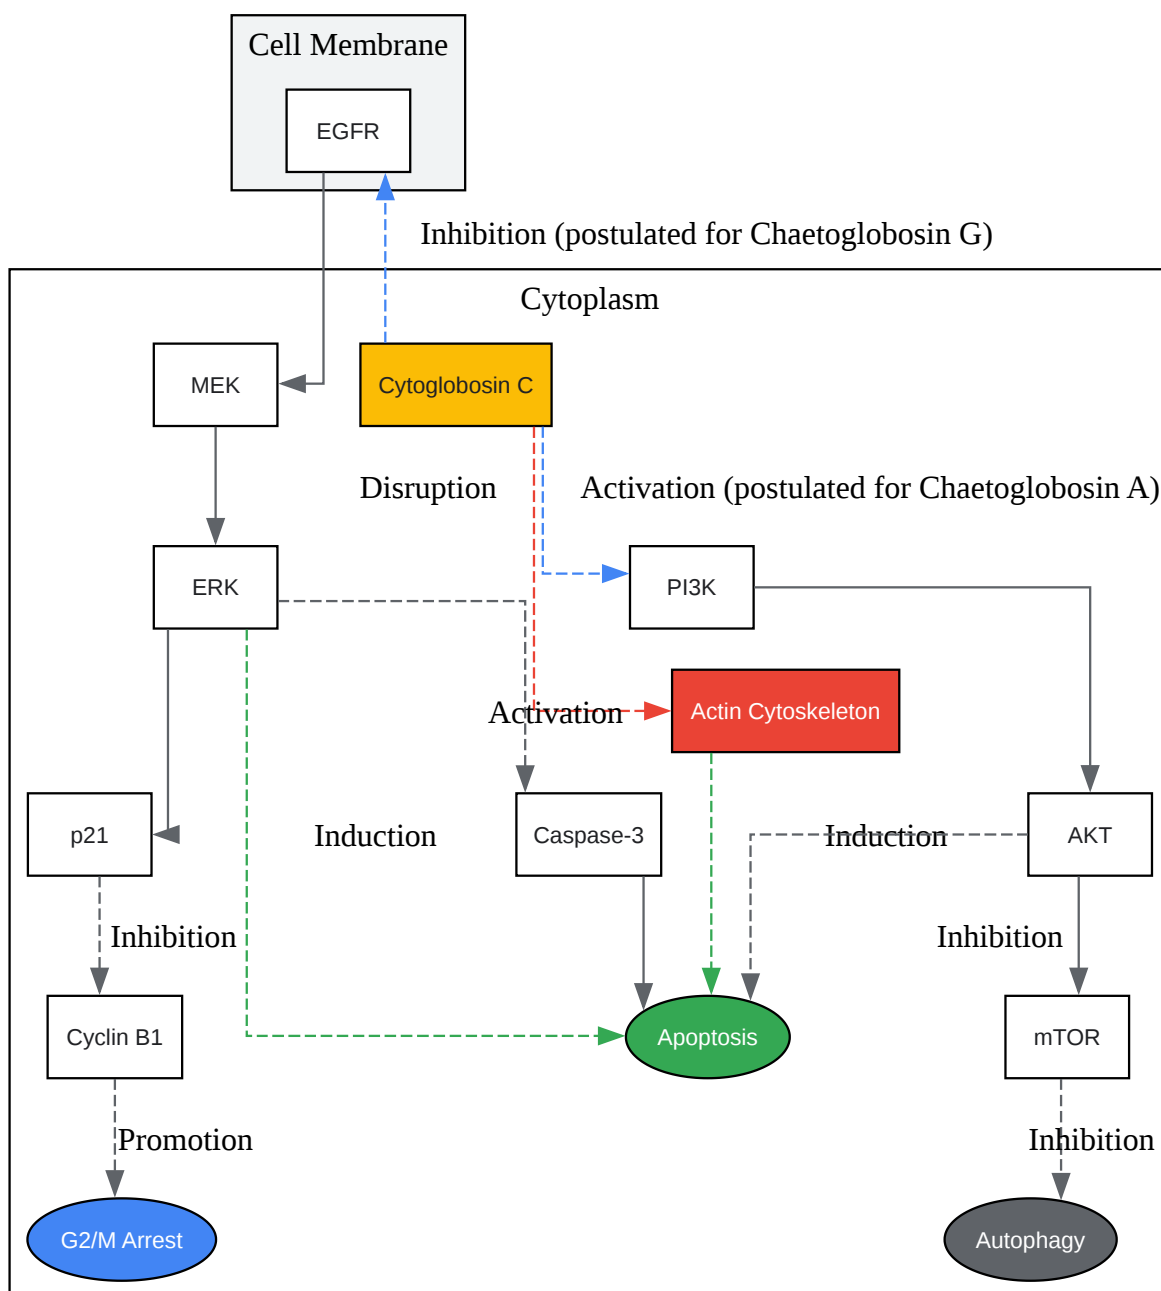 Cell Membrane
EGFR
Inhibition (postulated for Chaetoglobosin G)
Cytoplasm
MEK
Cytoglobosin C
Disruption
Activation (postulated for Chaetoglobosin A)
ERK
PI3K
Activation
Actin Cytoskeleton
p21
Induction
Caspase-3
Induction
AKT
Inhibition
Inhibition
Cyclin B1
Apoptosis
mTOR
Promotion
Inhibition
G2/M Arrest
Autophagy